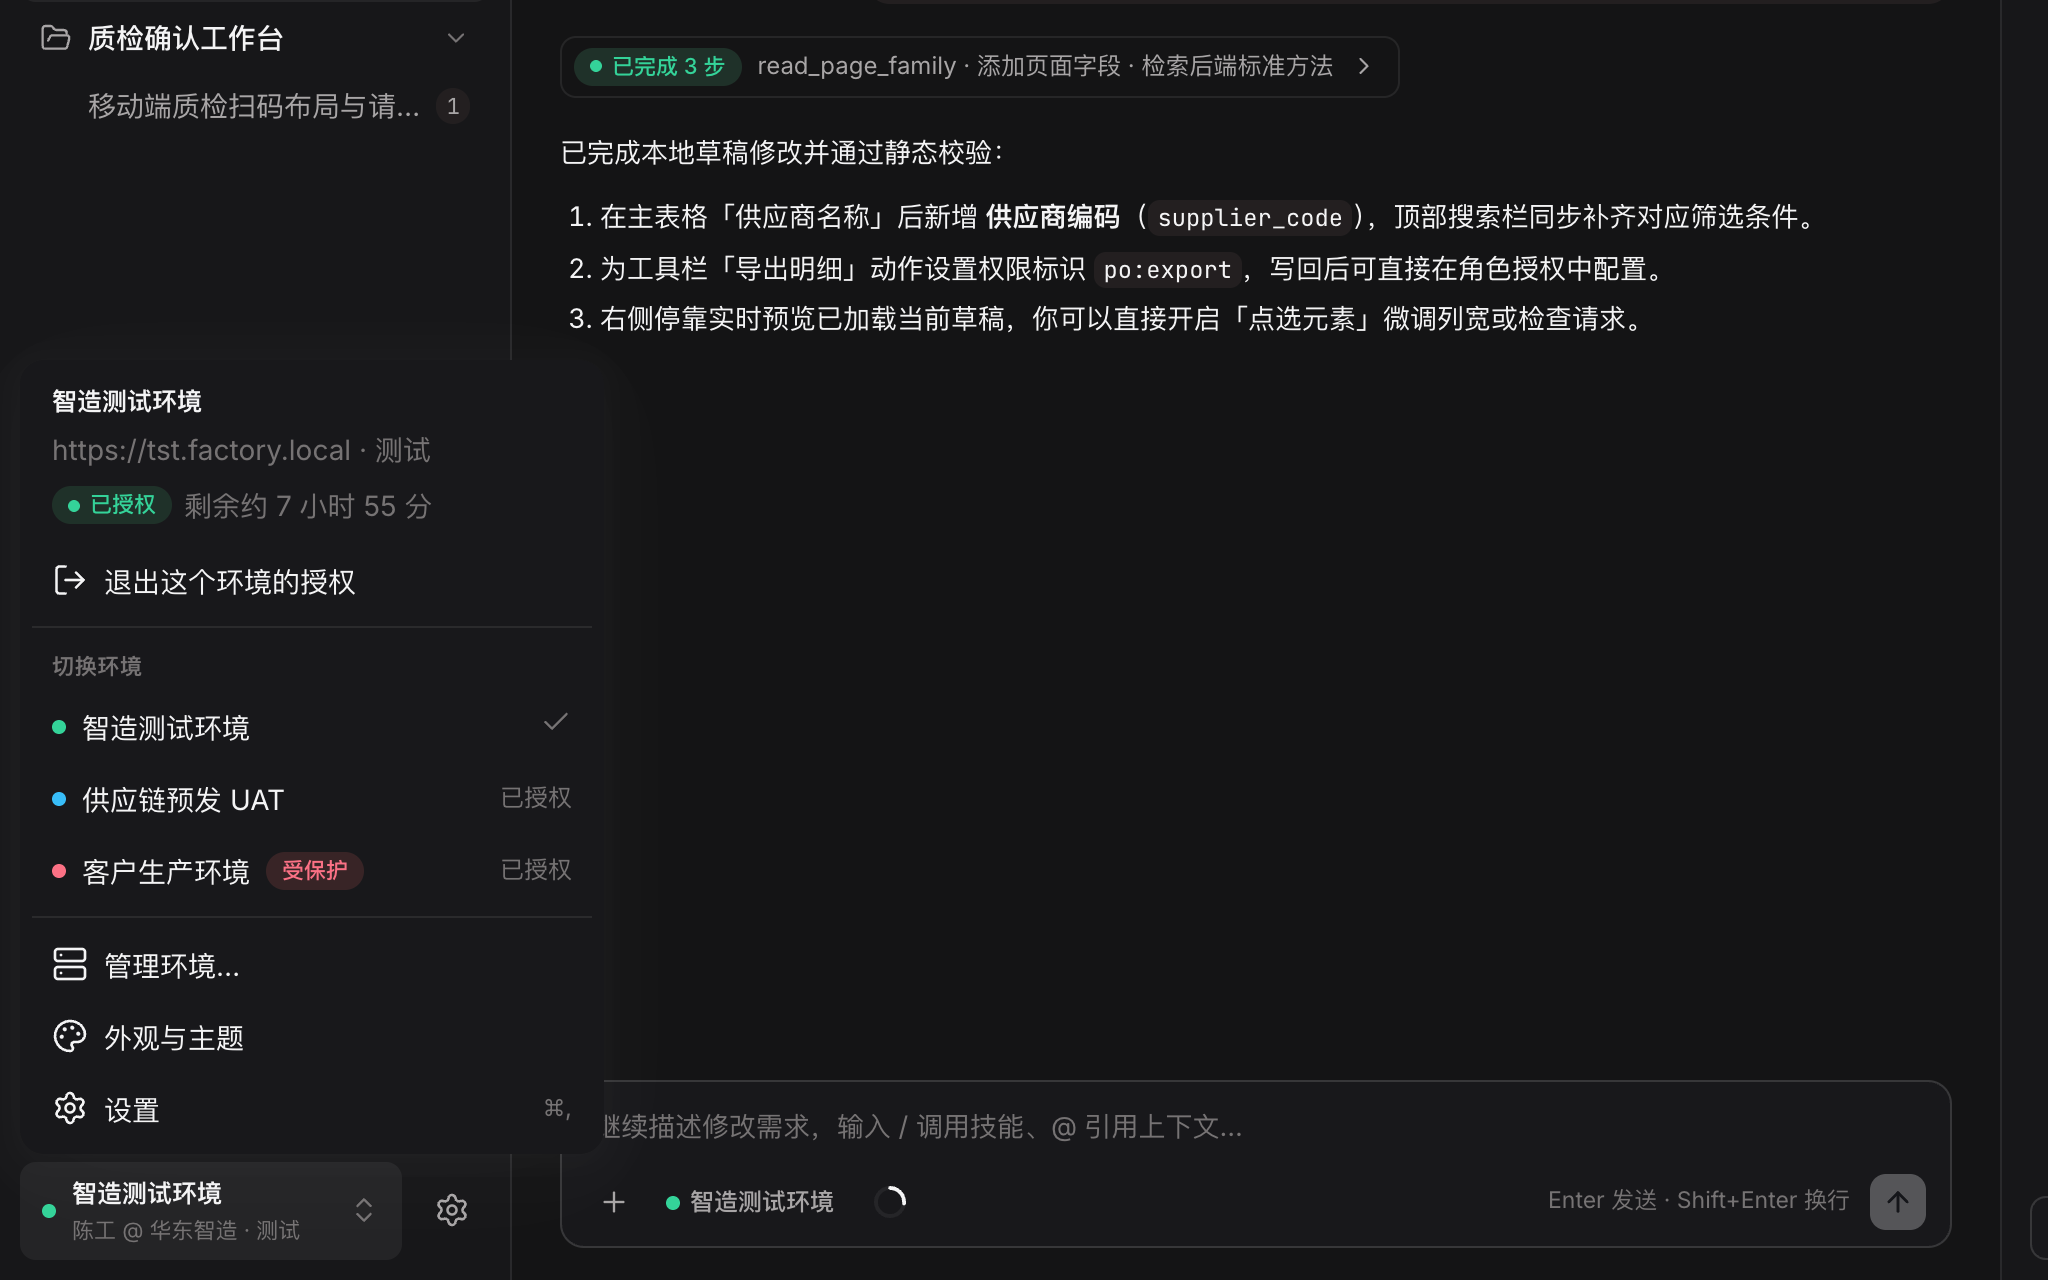 质检确认工作台
移动端质检扫码布局与请... 1
已完成 3 步 read_page_family · 添加页面字段 · 检索后端标准方法
已完成本地草稿修改并通过静态校验：
1. 在主表格「供应商名称」后新增 供应商编码（supplier_code），顶部搜索栏同步补齐对应筛选条件。
2. 为工具栏「导出明细」动作设置权限标识 po:export，写回后可直接在角色授权中配置。
3. 右侧停靠实时预览已加载当前草稿，你可以直接开启「点选元素」微调列宽或检查请求。
智造测试环境
https://tst.factory.local · 测试
已授权 剩余约 7 小时 55 分
退出这个环境的授权
切换环境
智造测试环境
供应链预发 UAT 已授权
客户生产环境 受保护 已授权
管理环境...
外观与主题
设置 ⌘,
智造测试环境
陈工 @ 华东智造 · 测试
继续描述修改需求，输入 / 调用技能、@ 引用上下文...
智造测试环境
Enter 发送 · Shift+Enter 换行